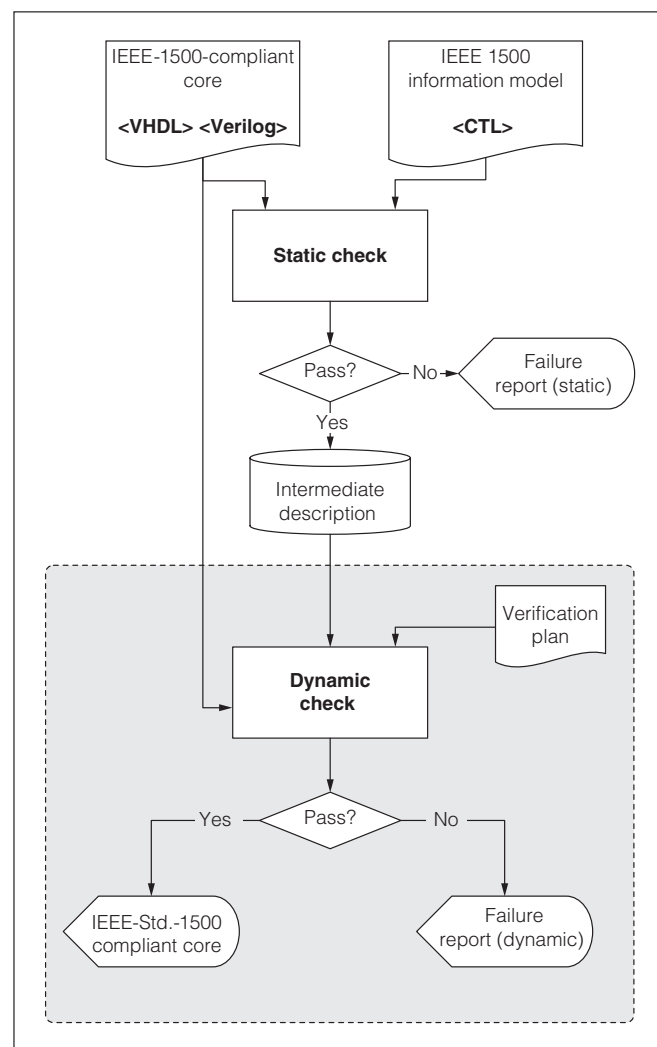 IEEE-1500-compliant
core
<VHDL> <Verilog>
IEEE 1500
information model
<CTL>
Static check
Pass?
No
Failure
report (static)
Yes
Intermediate
description
Verification
plan
Dynamic
check
Yes
Pass?
No
IEEE-Std.-1500
compliant core
Failure
report (dynamic)